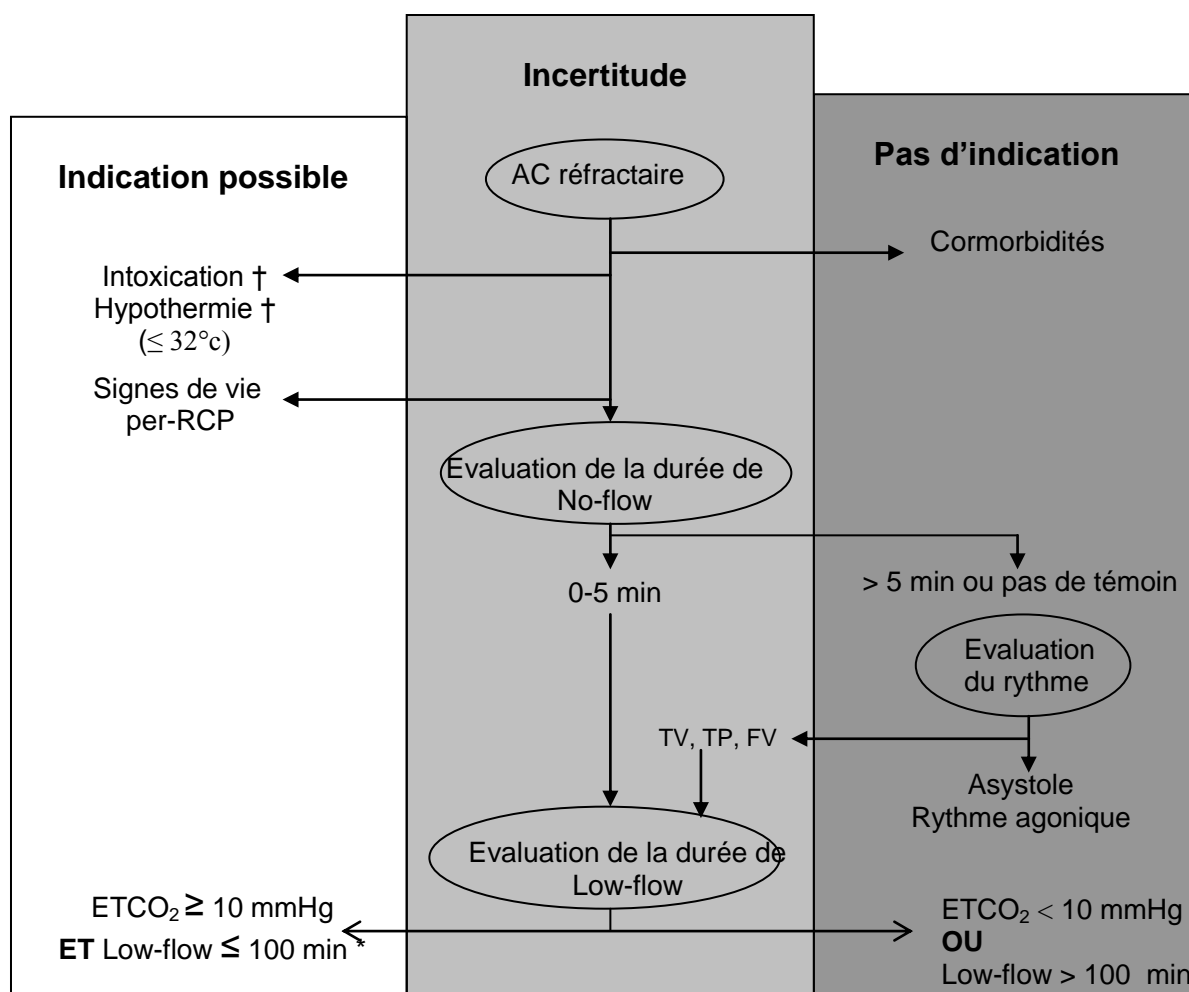 Incertitude
Indication possible
Pas d’indication
AC réfractaire
Cormorbidités
Intoxication †
Hypothermie †
(≤ 32°c)
Signes de vie
per-RCP
Evaluation de la durée de
No-flow
0-5 min
> 5 min ou pas de témoin
Evaluation
du rythme
TV, TP, FV
Asystole
Rythme agonique
Evaluation de la durée de
Low-flow
ETCO₂ ≥ 10 mmHg
ET Low-flow ≤ 100 min *
ETCO₂ < 10 mmHg
OU
Low-flow > 100 min